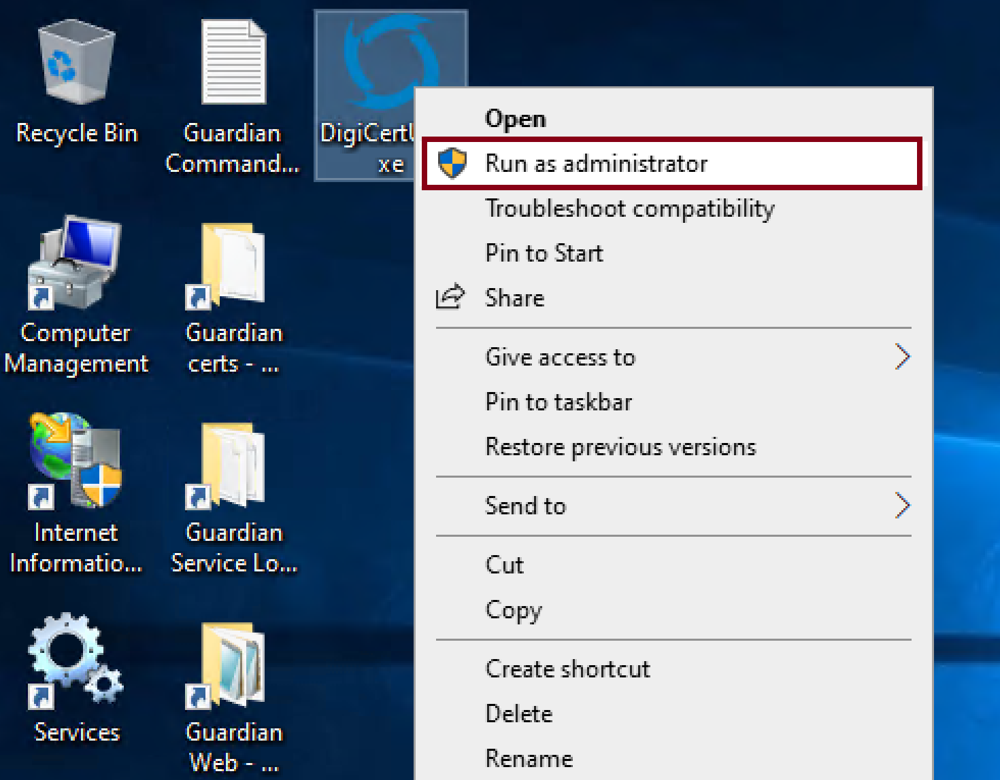 Recycle Bin
Guardian
Command...
DigiCertU
xe
Computer
Management
Guardian
certs - ...
Internet
Informatio...
Guardian
Service Lo...
Services
Guardian
Web - ...
Open
Run as administrator
Troubleshoot compatibility
Pin to Start
Share
Give access to
Pin to taskbar
Restore previous versions
Send to
Cut
Copy
Create shortcut
Delete
Rename